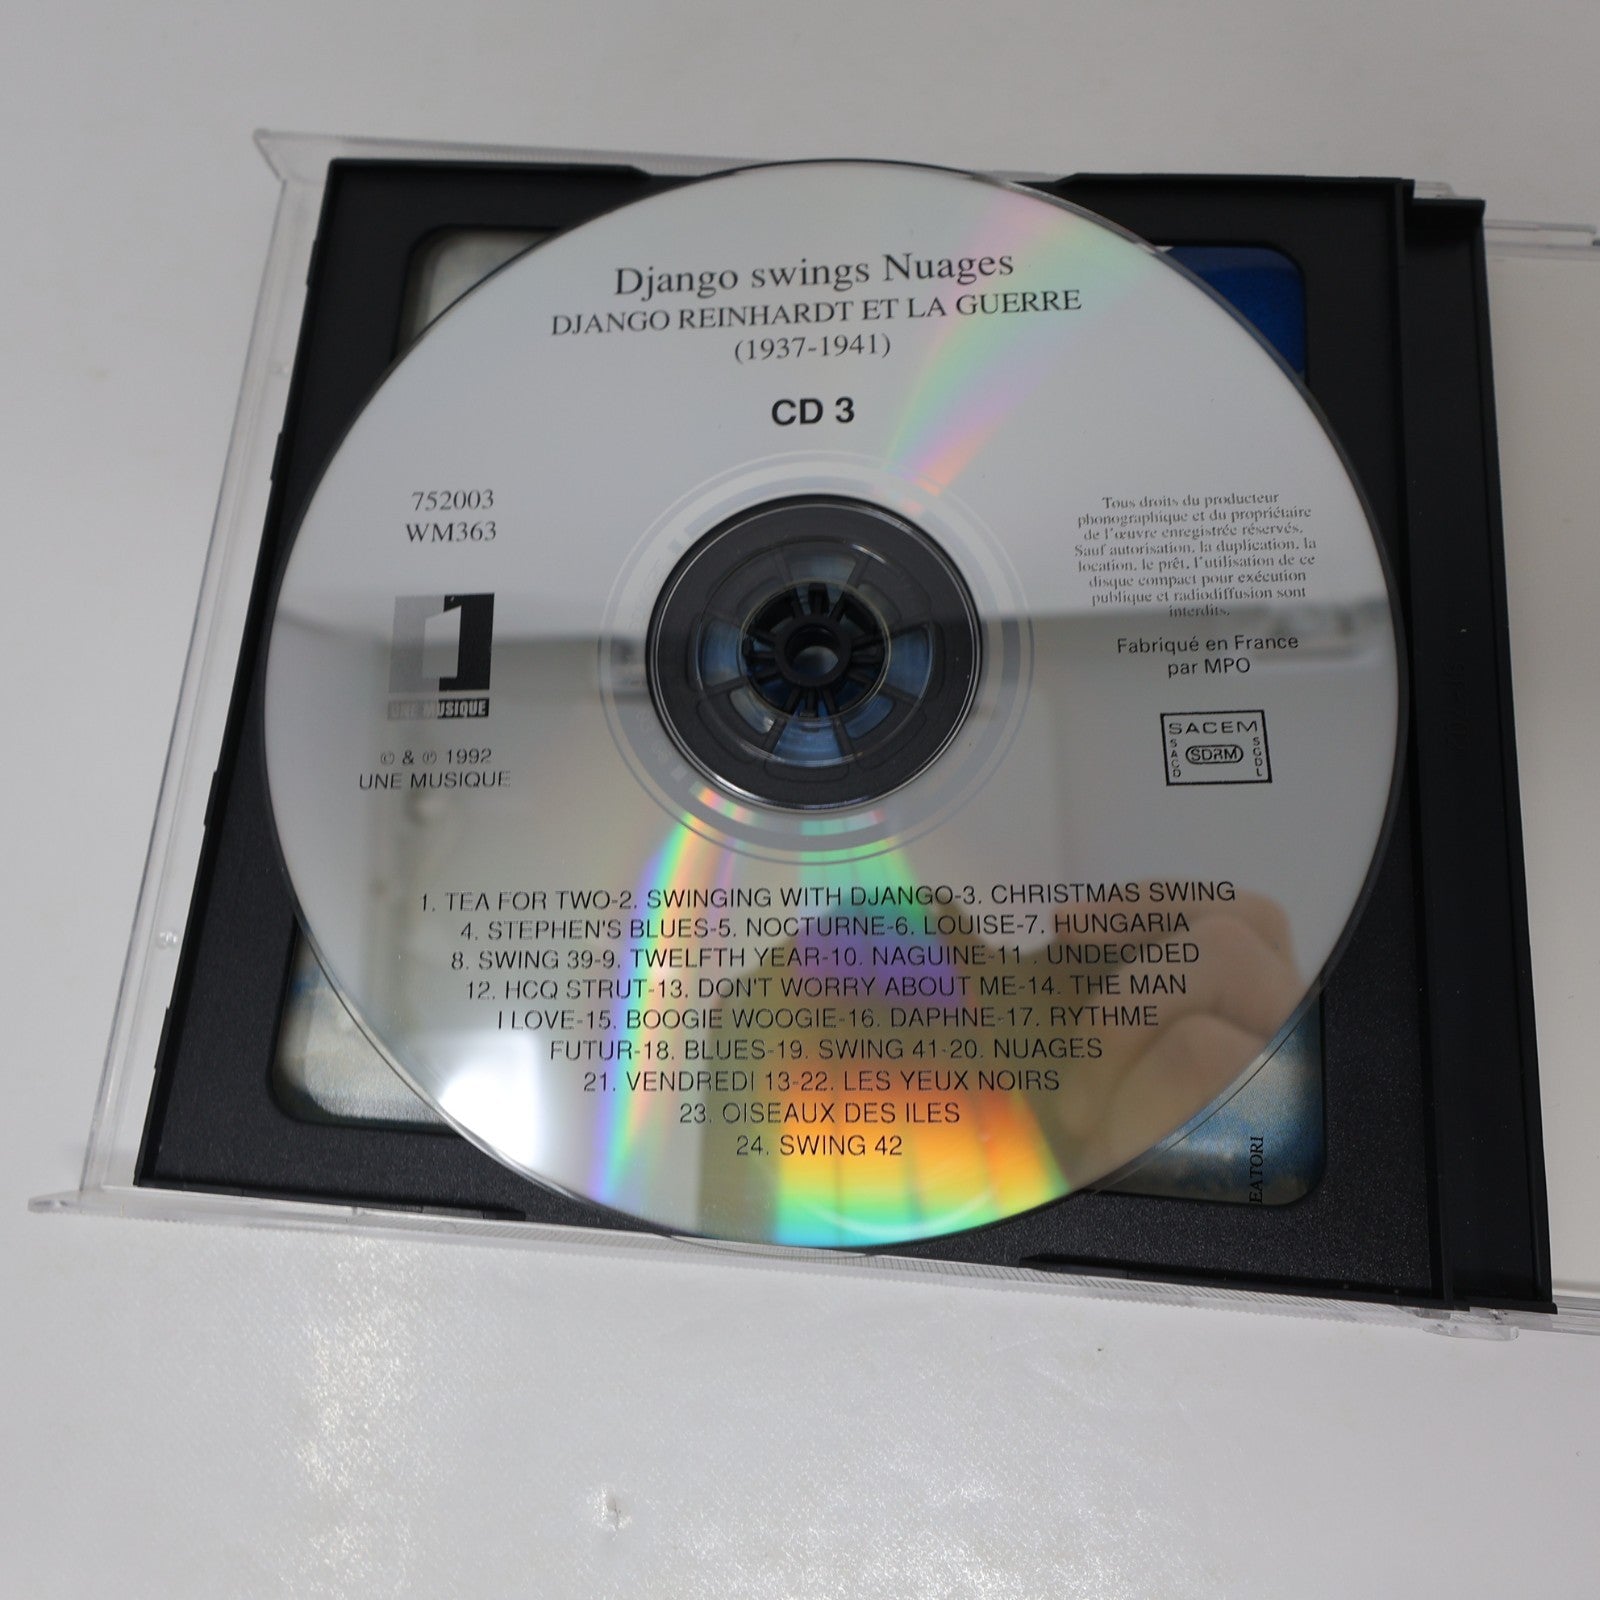 Django swings Nuages
DJANGO REINHARDT ET LA GUERRE
(1937-1941)
CD 3
752003
WM363
1
UNE MUSIQUE
© & ℗ 1992
UNE MUSIQUE
Tous droits du producteur
phonographique et du propriétaire
de l'œuvre enregistrée réservés.
Sauf autorisation, la duplication, la
location, le prêt, l'utilisation de ce
disque compact pour exécution
publique et radiodiffusion sont
interdits.
Fabriqué en France
par MPO
SACEM
SACD
SDRM
SGDL
1. TEA FOR TWO-2. SWINGING WITH DJANGO-3. CHRISTMAS SWING
4. STEPHEN'S BLUES-5. NOCTURNE-6. LOUISE-7. HUNGARIA
8. SWING 39-9. TWELFTH YEAR-10. NAGUINE-11 . UNDECIDED
12. HCQ STRUT-13. DON'T WORRY ABOUT ME-14. THE MAN
I LOVE-15. BOOGIE WOOGIE-16. DAPHNE-17. RYTHME
FUTUR-18. BLUES-19. SWING 41-20. NUAGES
21. VENDREDI 13-22. LES YEUX NOIRS
23. OISEAUX DES ILES
24. SWING 42
EATORI